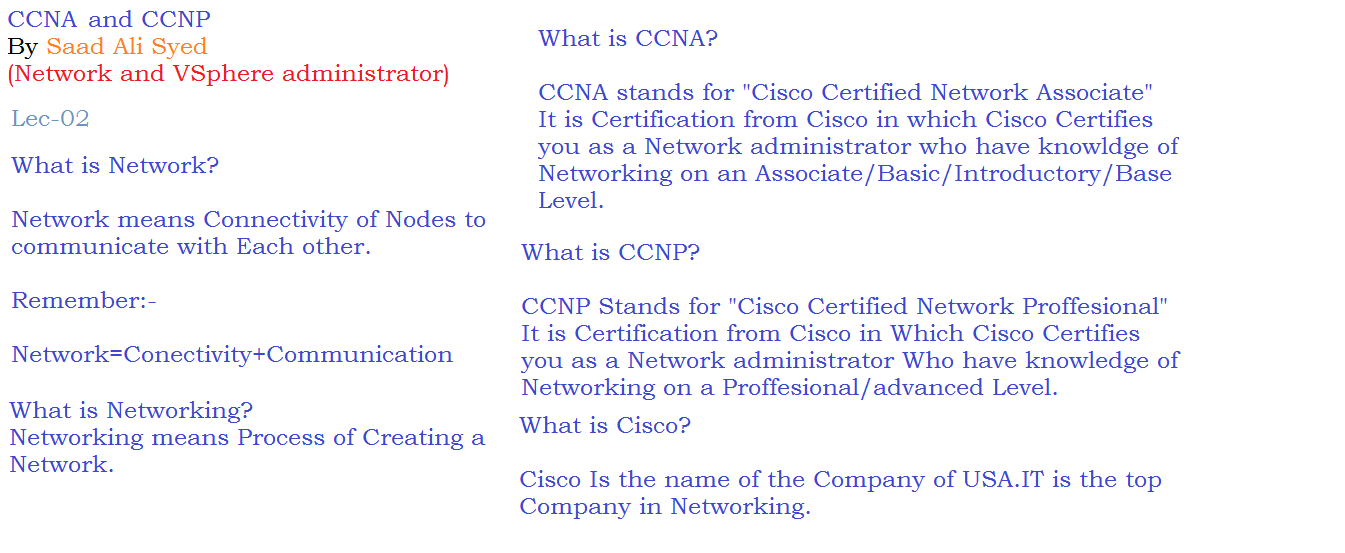 CCNA and CCNP
By Saad Ali Syed
(Network and VSphere administrator)
Lec-02
What is Network?
Network means Connectivity of Nodes to
communicate with Each other.
Remember:-
Network=Conectivity+Communication
What is Networking?
Networking means Process of Creating a
Network.
What is CCNA?
CCNA stands for "Cisco Certified Network Associate"
It is Certification from Cisco in which Cisco Certifies
you as a Network administrator who have knowldge of
Networking on an Associate/Basic/Introductory/Base
Level.
What is CCNP?
CCNP Stands for "Cisco Certified Network Proffesional"
It is Certification from Cisco in Which Cisco Certifies
you as a Network administrator Who have knowledge of
Networking on a Proffesional/advanced Level.
What is Cisco?
Cisco Is the name of the Company of USA.IT is the top
Company in Networking.